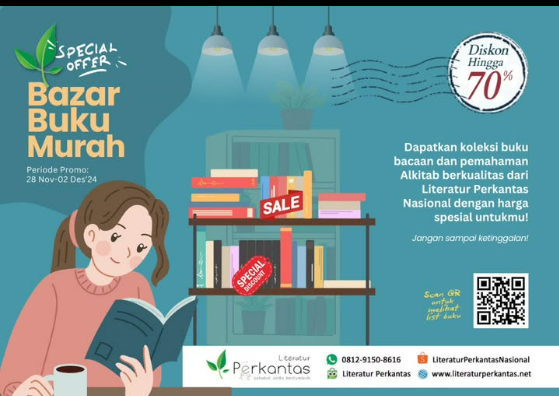 SPECIAL
OFFER
Bazar
Buku
Murah
Periode Promo:
28 Nov-02 Des'24
Diskon
Hingga
70%
Dapatkan koleksi buku
bacaan dan pemahaman
Alkitab berkualitas dari
Literatur Perkantas
Nasional dengan harga
spesial untukmu!
Jangan sampai ketinggalan!
SALE
SPECIAL
DISCOUNT
Scan QR
untuk
melihat
list buku
Literatur
Perkantas
0812-9150-8616
LiteraturPerkantasNasional
Literatur Perkantas
www.literaturperkantas.net